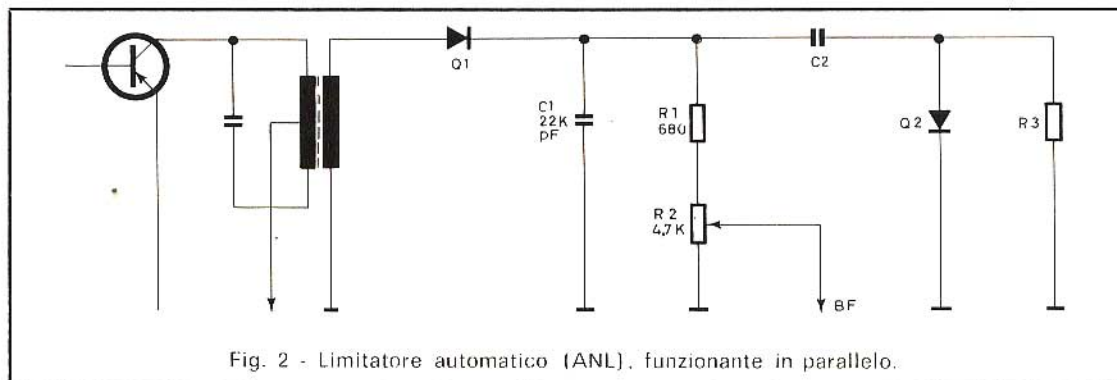 Q1
C2
C1
22K
pF
R1
680
Q2
R3
R2
4,7K
BF
Fig. 2 - Limitatore automatico (ANL), funzionante in parallelo.